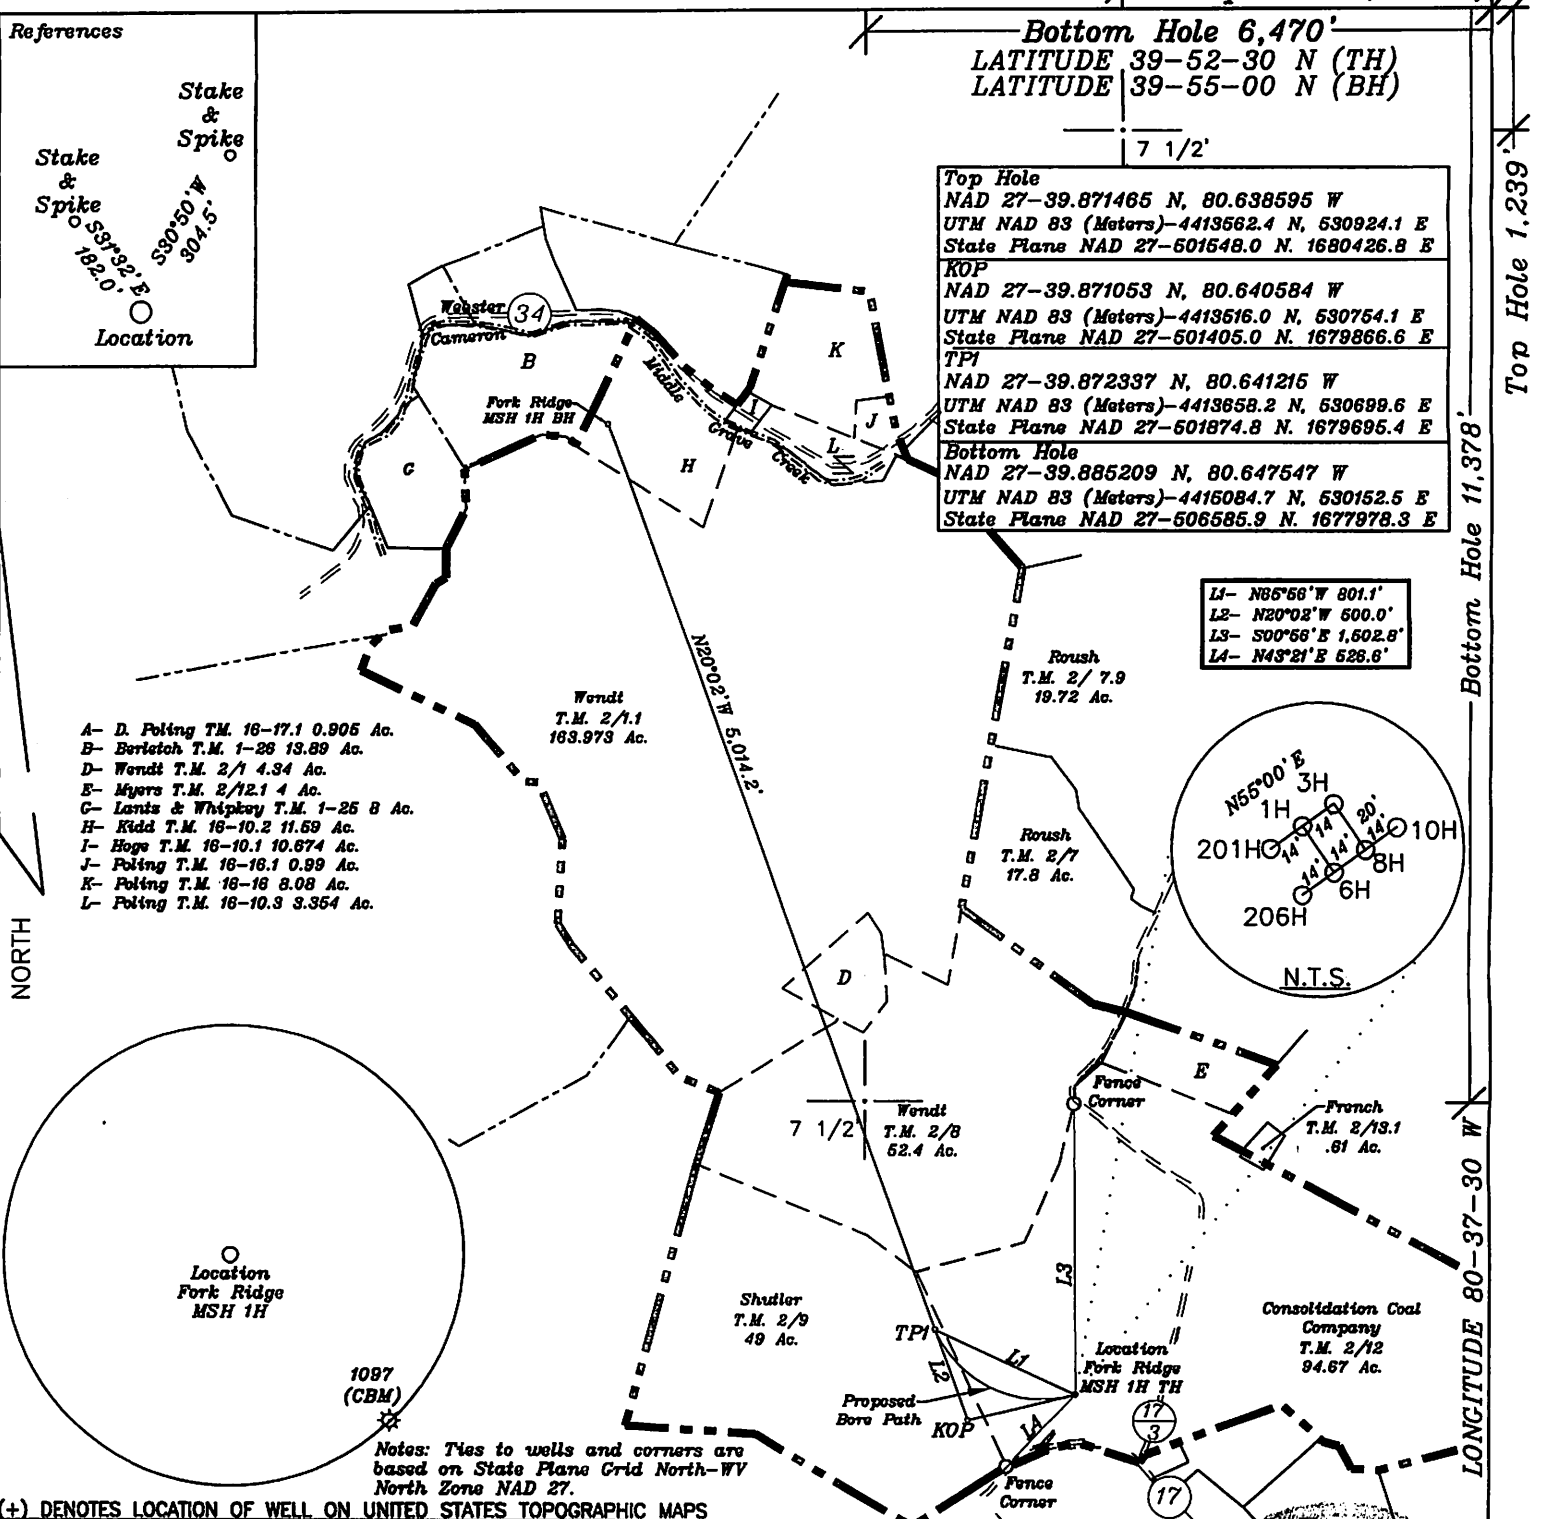 References
Stake
&
Spike
Stake
&
Spike
S31°32' E
182.0'
S30°50' W
304.5'
Location
Bottom Hole 6,470'
LATITUDE 39-52-30 N (TH)
LATITUDE 39-55-00 N (BH)
7 1/2'
Top Hole 1,239'
Top Hole
NAD 27-39.871465 N, 80.638595 W
UTM NAD 83 (Meters)-4413562.4 N, 530924.1 E
State Plane NAD 27-501548.0 N. 1680426.8 E
KOP
NAD 27-39.871053 N, 80.640584 W
UTM NAD 83 (Meters)-4413516.0 N, 530754.1 E
State Plane NAD 27-501405.0 N. 1679866.6 E
TP1
NAD 27-39.872337 N, 80.641215 W
UTM NAD 83 (Meters)-4413658.2 N, 530699.6 E
State Plane NAD 27-501874.8 N. 1679695.4 E
Bottom Hole
NAD 27-39.885209 N, 80.647547 W
UTM NAD 83 (Meters)-4415084.7 N, 530152.5 E
State Plane NAD 27-506585.9 N. 1677978.3 E
Bottom Hole 11,378'
Webster
34
Cameron
B
Middle
Grave
Creek
K
I
J
L
Fork Ridge
MSH 1H BH
G
H
L1- N65°56'W 801.1'
L2- N20°02'W 500.0'
L3- S00°56'E 1,502.8'
L4- N43°21'E 526.6'
N20°02'W 5,014.2'
Roush
T.M. 2/ 7.9
19.72 Ac.
Wendt
T.M. 2/1.1
163.973 Ac.
A- D. Poling TM. 16-17.1 0.905 Ac.
B- Berletch T.M. 1-26 13.89 Ac.
D- Wendt T.M. 2/1 4.34 Ac.
E- Myers T.M. 2/12.1 4 Ac.
G- Lantz & Whipkey T.M. 1-25 8 Ac.
H- Kidd T.M. 16-10.2 11.59 Ac.
I- Hoge T.M. 16-10.1 10.674 Ac.
J- Poling T.M. 16-16.1 0.99 Ac.
K- Poling T.M. 16-16 8.08 Ac.
L- Poling T.M. 16-10.3 3.354 Ac.
NORTH
N55°00' E
3H
1H
20'
14'
14'
14
14'
14'
201H
10H
8H
6H
206H
N.T.S.
Roush
T.M. 2/7
17.8 Ac.
D
E
Fence
Corner
French
T.M. 2/13.1
.61 Ac.
7 1/2'
Wendt
T.M. 2/8
52.4 Ac.
LONGITUDE 80-37-30 W
Location
Fork Ridge
MSH 1H
1097
(CBM)
Shutler
T.M. 2/9
49 Ac.
L3
TP1
L1
L2
Location
Fork Ridge
MSH 1H TH
Consolidation Coal
Company
T.M. 2/12
94.67 Ac.
Proposed
Bore Path
KOP
L4
17
3
17
Fence
Corner
Notes: Ties to wells and corners are
based on State Plane Grid North-WV
North Zone NAD 27.
(+) DENOTES LOCATION OF WELL ON UNITED STATES TOPOGRAPHIC MAPS